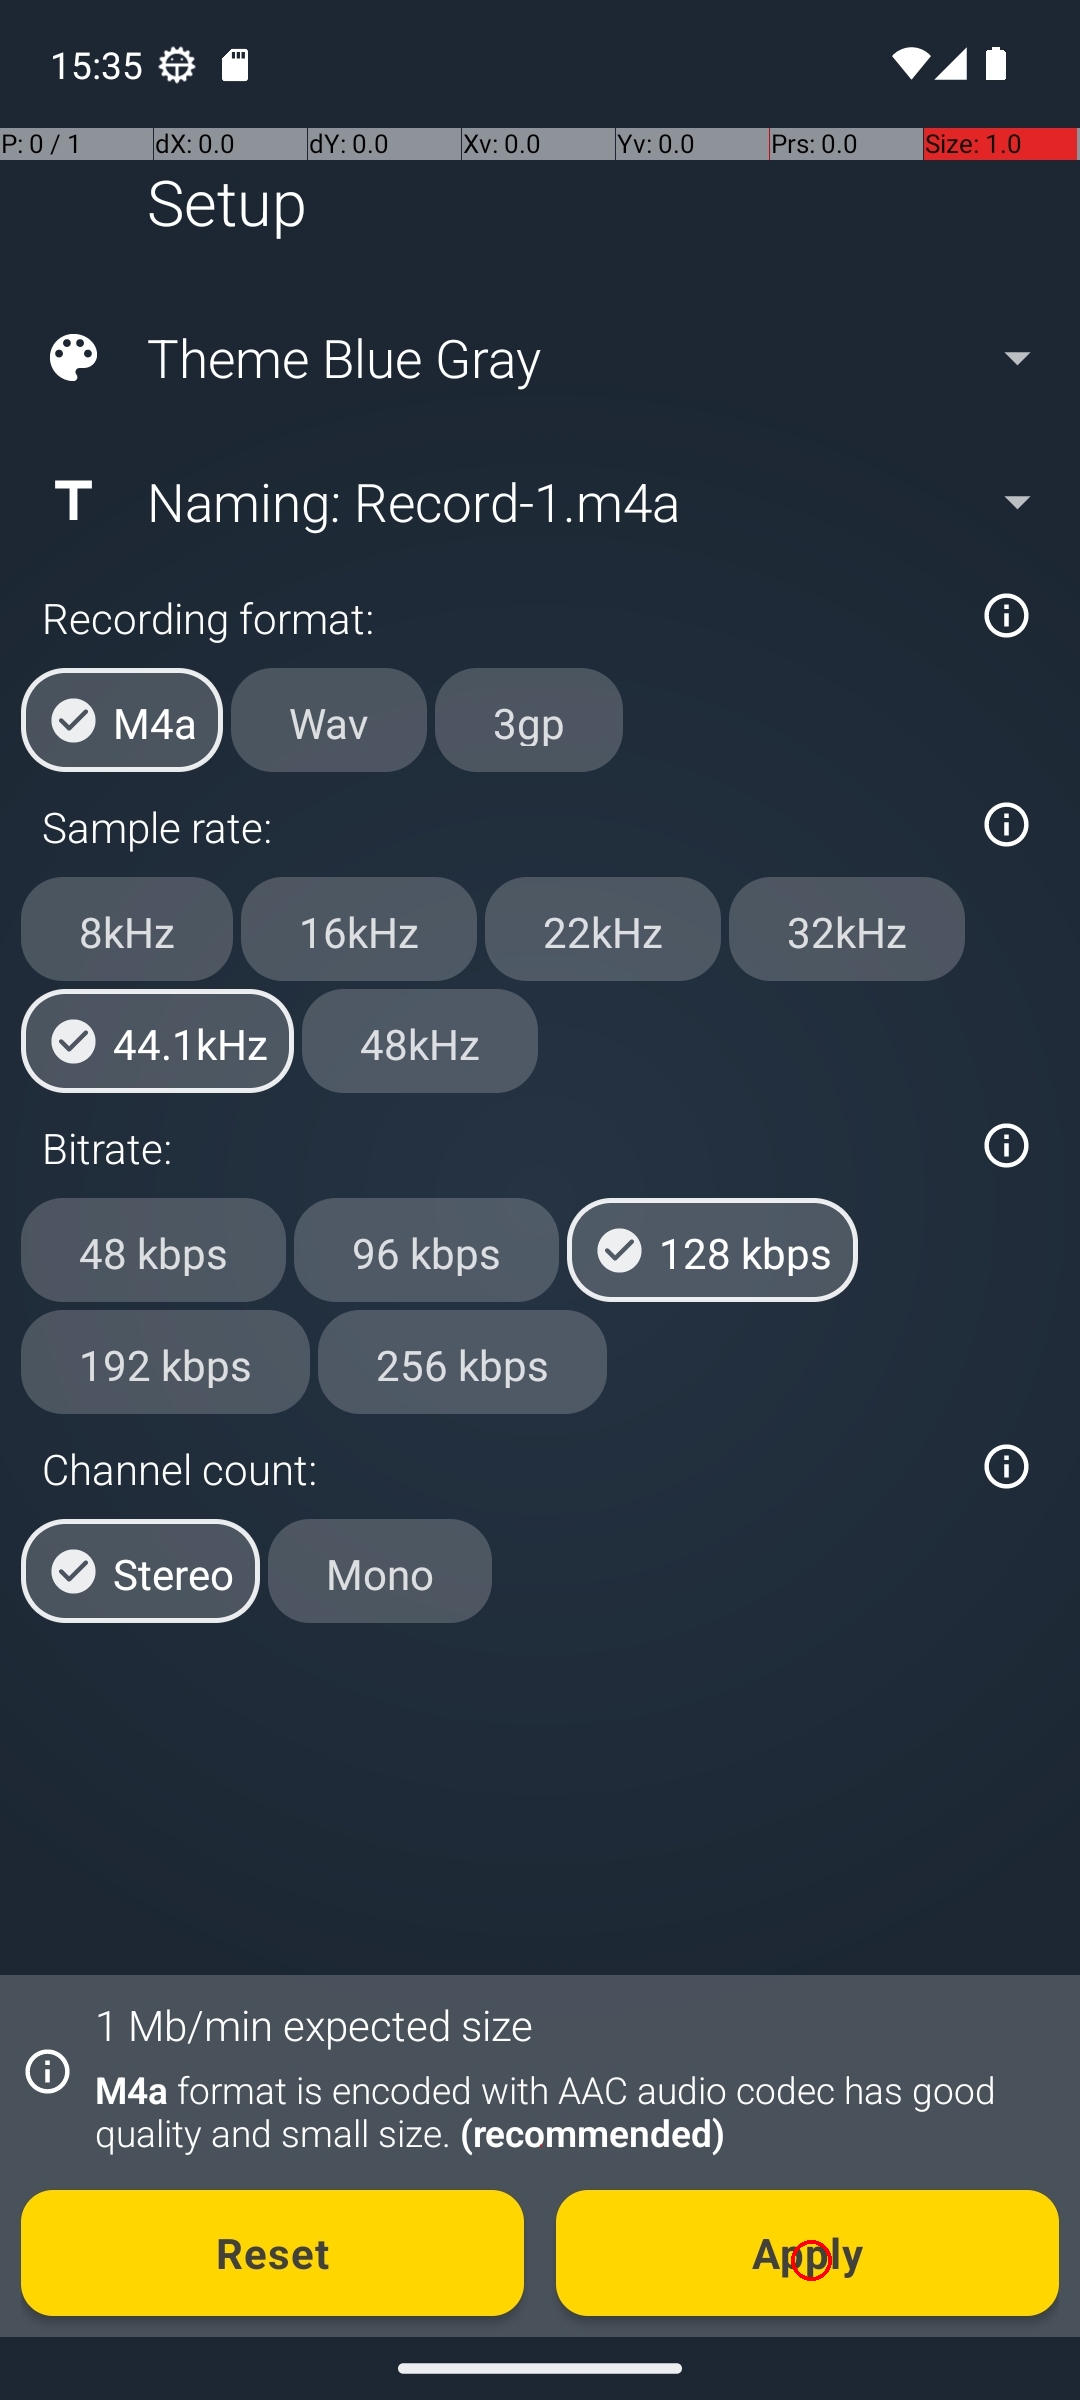 15:35
P: 0 / 1 dX: 0.0 dY: 0.0 Xv: 0.0 Yv: 0.0 Prs: 0.0 Size: 1.0
Setup
Theme Blue Gray
Naming: Record-1.m4a
Recording format:
M4a Wav 3gp
Sample rate:
8kHz 16kHz 22kHz 32kHz
44.1kHz 48kHz
Bitrate:
48 kbps 96 kbps 128 kbps
192 kbps 256 kbps
Channel count:
Stereo Mono
1 Mb/min expected size
M4a format is encoded with AAC audio codec has good
quality and small size. (recommended)
Reset Apply